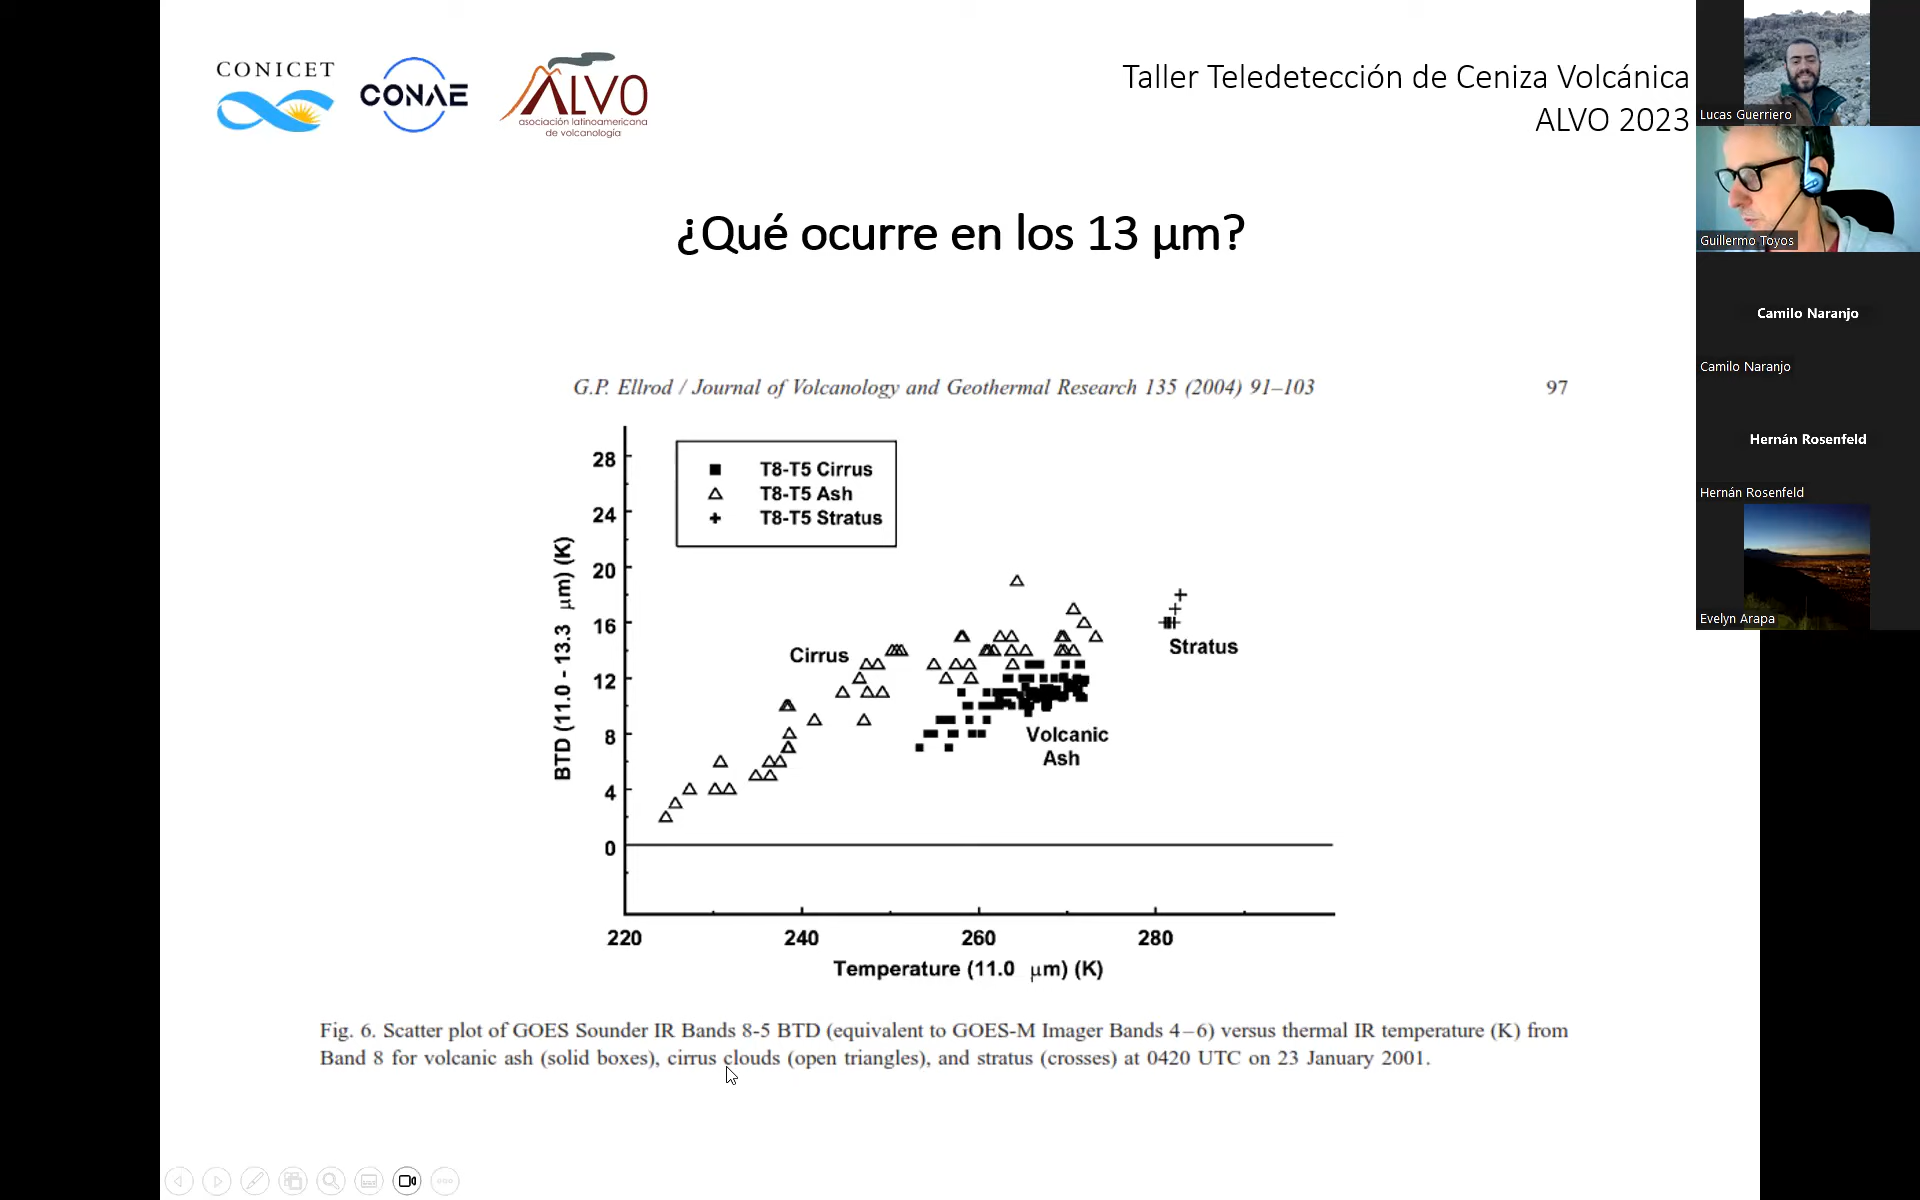 CONICET
CONAE
ALVO
asociación latinoamericana
de volcanología
Taller Teledetección de Ceniza Volcánica
ALVO 2023
¿Qué ocurre en los 13 µm?
G.P. Ellrod / Journal of Volcanology and Geothermal Research 135 (2004) 91–103
97
T8-T5 Cirrus
T8-T5 Ash
T8-T5 Stratus
BTD (11.0 - 13.3 µm) (K)
28
24
20
16
12
8
4
0
Cirrus
Stratus
Volcanic
Ash
220
240
260
280
Temperature (11.0 µm) (K)
Fig. 6. Scatter plot of GOES Sounder IR Bands 8-5 BTD (equivalent to GOES-M Imager Bands 4–6) versus thermal IR temperature (K) from
Band 8 for volcanic ash (solid boxes), cirrus clouds (open triangles), and stratus (crosses) at 0420 UTC on 23 January 2001.
Lucas Guerriero
Guillermo Toyos
Camilo Naranjo
Camilo Naranjo
Hernán Rosenfeld
Hernán Rosenfeld
Evelyn Arapa